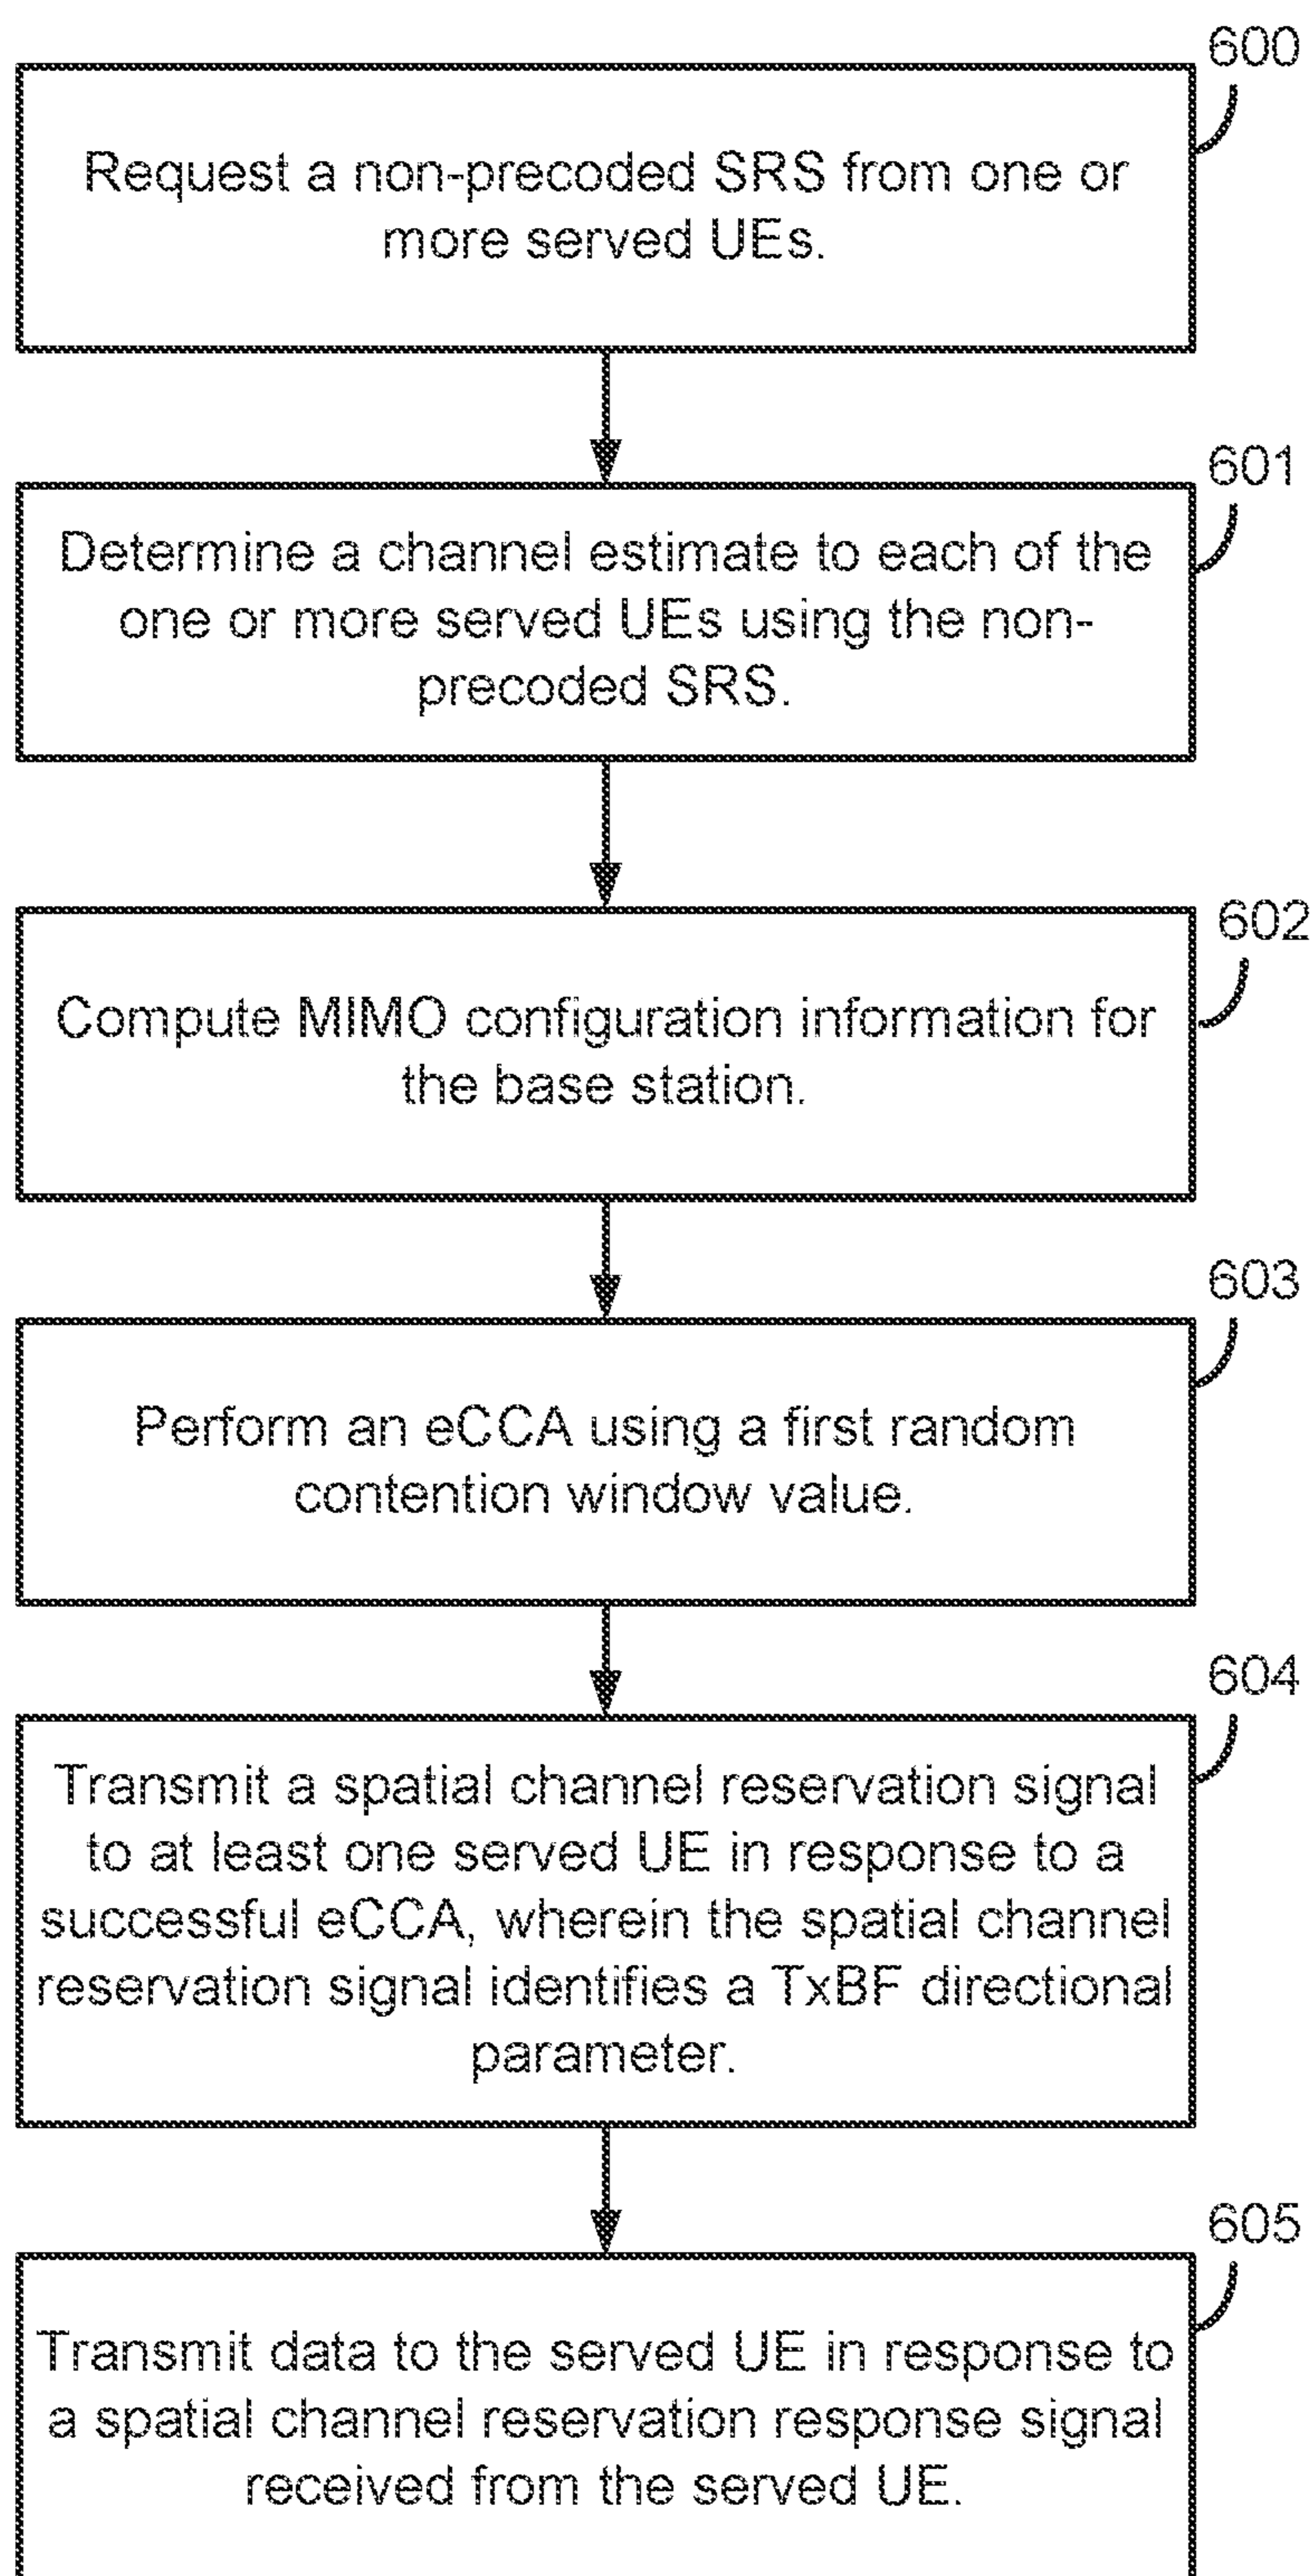 600
Request a non-precoded SRS from one or
more served UEs.
601
Determine a channel estimate to each of the
one or more served UEs using the non-
precoded SRS.
602
Compute MIMO configuration information for
the base station.
603
Perform an eCCA using a first random
contention window value.
604
Transmit a spatial channel reservation signal
to at least one served UE in response to a
successful eCCA, wherein the spatial channel
reservation signal identifies a TxBF directional
parameter.
605
Transmit data to the served UE in response to
a spatial channel reservation response signal
received from the served UE.